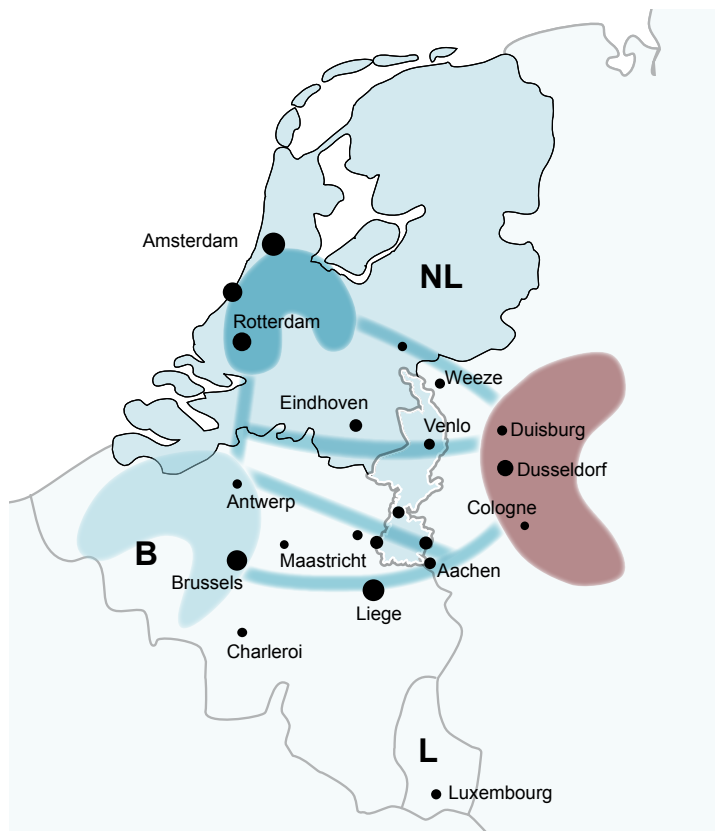 Amsterdam
NL
Rotterdam
Weeze
Eindhoven
Venlo
Duisburg
Dusseldorf
Antwerp
Cologne
B
Maastricht
Brussels
Aachen
Liege
Charleroi
L
Luxembourg